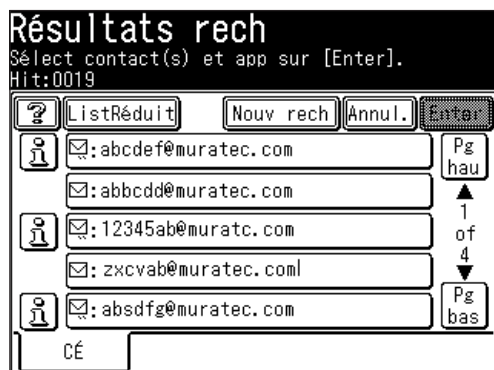 Résultats rech
Sélect contact(s) et app sur [Enter].
Hit:0019
? ListRéduit Nouv rech Annul. Enter
i :abcdef@muratec.com
Pg hau
:abbcdd@muratec.com
i :12345ab@muratc.com
1 of 4
: zxcvab@muratec.coml
i :absdfg@muratec.com
Pg bas
CÉ